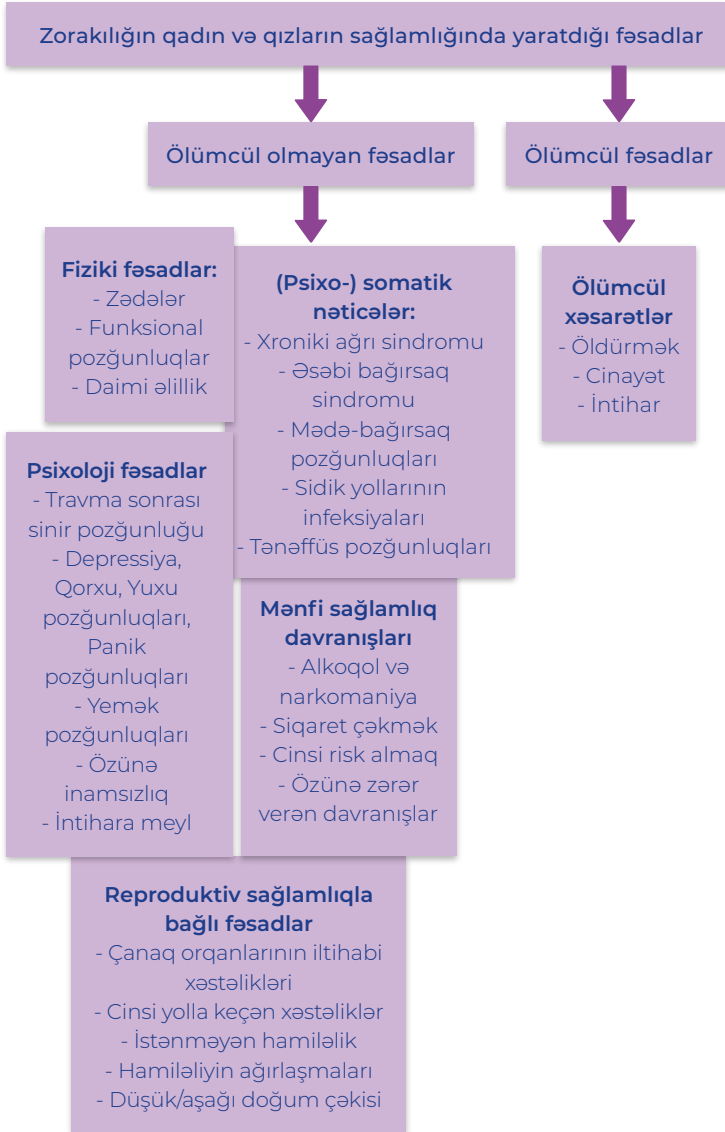 Zorakılığın qadın və qızların sağlamlığında yaratdığı fəsadlar
Ölümcül olmayan fəsadlar
Ölümcül fəsadlar
Fiziki fəsadlar:
- Zədələr
- Funksional
pozğunluqlar
- Daimi əlillik
(Psixo-) somatik
nəticələr:
- Xroniki ağrı sindromu
- Əsəbi bağırsaq
sindromu
- Mədə-bağırsaq
pozğunluqları
- Sidik yollarının
infeksiyaları
- Tənəffüs pozğunluqları
Ölümcül
xəsarətlər
- Öldürmək
- Cinayət
- İntihar
Psixoloji fəsadlar
- Travma sonrası
sinir pozğunluğu
- Depressiya,
Qorxu, Yuxu
pozğunluqları,
Panik
pozğunluqları
- Yemək
pozğunluqları
- Özünə
inamsızlıq
- İntihara meyl
Mənfi sağlamlıq
davranışları
- Alkoqol və
narkomaniya
- Siqaret çəkmək
- Cinsi risk almaq
- Özünə zərər
verən davranışlar
Reproduktiv sağlamlıqla
bağlı fəsadlar
- Çanaq orqanlarının iltihabi
xəstəlikləri
- Cinsi yolla keçən xəstəliklər
- İstənməyən hamiləlik
- Hamiləliyin ağırlaşmaları
- Düşük/aşağı doğum çəkisi